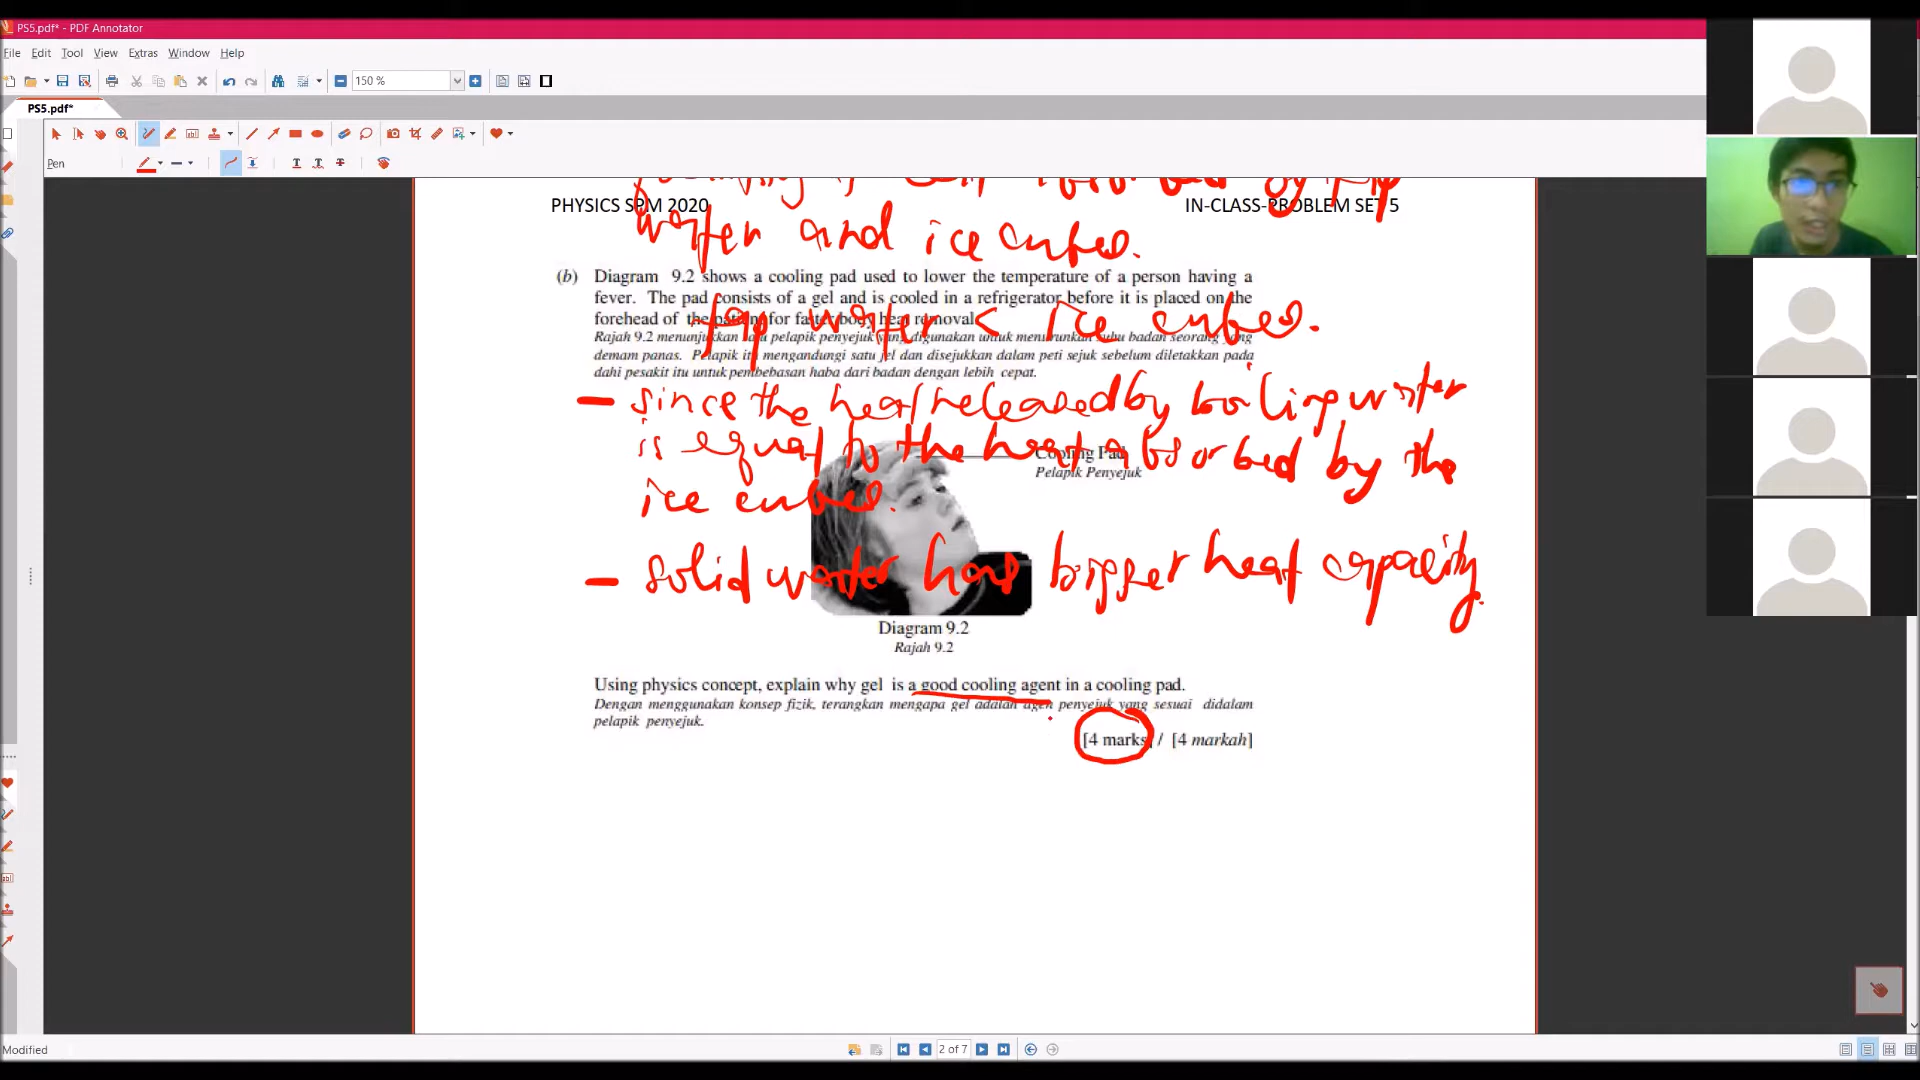 PS5.pdf* - PDF Annotator
File Edit Tool View Extras Window Help
150 %
PS5.pdf*
Pen
by tap
PHYSICS SPM 2020 IN-CLASS-PROBLEM SET 5
water and ice cubes.
(b) Diagram 9.2 shows a cooling pad used to lower the temperature of a person having a
fever. The pad consists of a gel and is cooled in a refrigerator before it is placed on the
forehead of the patient for faster body heat removal.
tap water < Ice cubes.
Rajah 9.2 menunjukkan satu pelapik penyejuk yang digunakan untuk menurunkan suhu badan seorang yang
demam panas. Pelapik itu mengandungi satu jel dan disejukkan dalam peti sejuk sebelum diletakkan pada
dahi pesakit itu untuk pembebasan haba dari badan dengan lebih cepat.
- since the heat released by boiling water
is equal to the heat absorbed by the
ice cubes.
Cooling Pad
Pelapik Penyejuk
- solid water have bigger heat capacity.
Diagram 9.2
Rajah 9.2
Using physics concept, explain why gel is a good cooling agent in a cooling pad.
Dengan menggunakan konsep fizik, terangkan mengapa gel adalah agen penyejuk yang sesuai didalam
pelapik penyejuk.
[4 marks] / [4 markah]
Modified
2 of 7